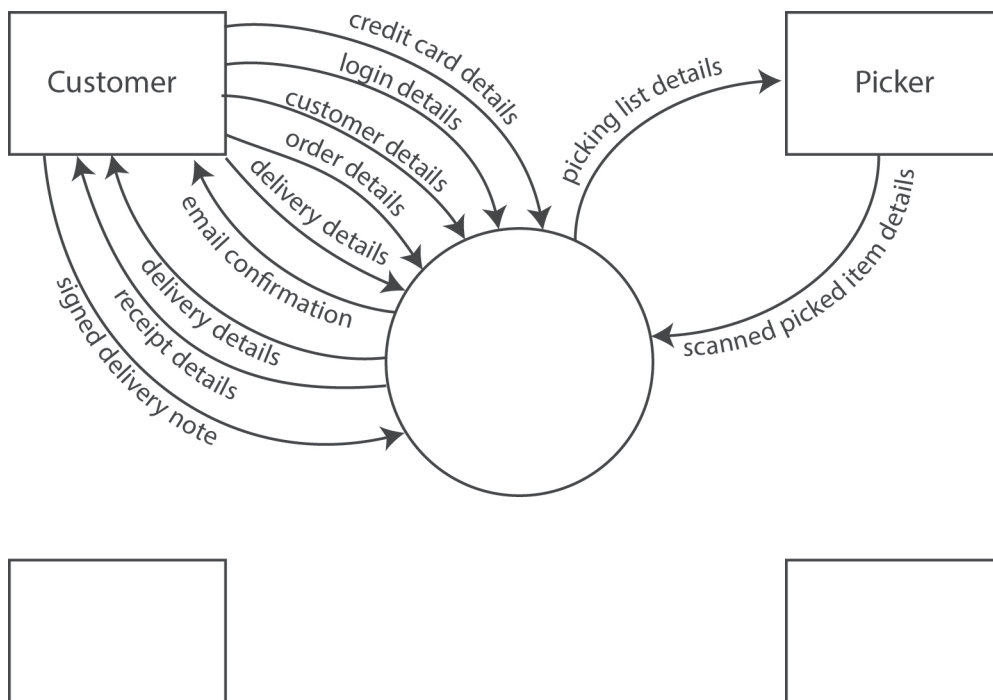 Customer
credit card details
login details
customer details
order details
delivery details
email confirmation
delivery details
receipt details
signed delivery note
picking list details
Picker
scanned picked item details